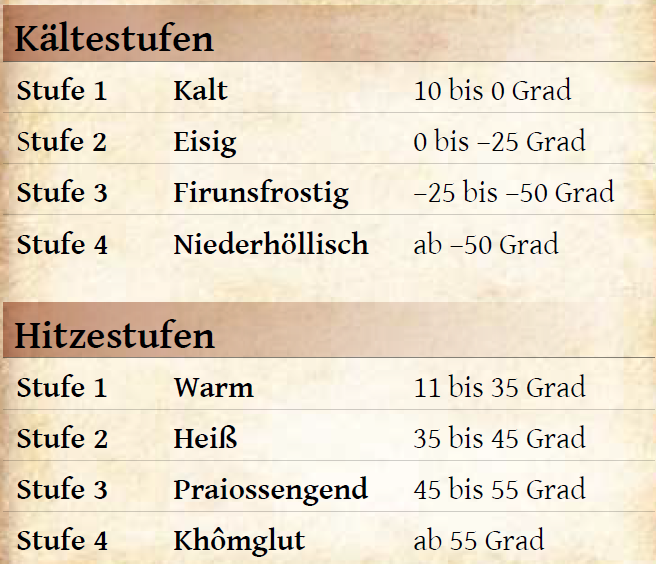 Kältestufen
Stufe 1 Kalt 10 bis 0 Grad
Stufe 2 Eisig 0 bis –25 Grad
Stufe 3 Firunsfrostig –25 bis –50 Grad
Stufe 4 Niederhöllisch ab –50 Grad
Hitzestufen
Stufe 1 Warm 11 bis 35 Grad
Stufe 2 Heiß 35 bis 45 Grad
Stufe 3 Praiossengend 45 bis 55 Grad
Stufe 4 Khômglut ab 55 Grad